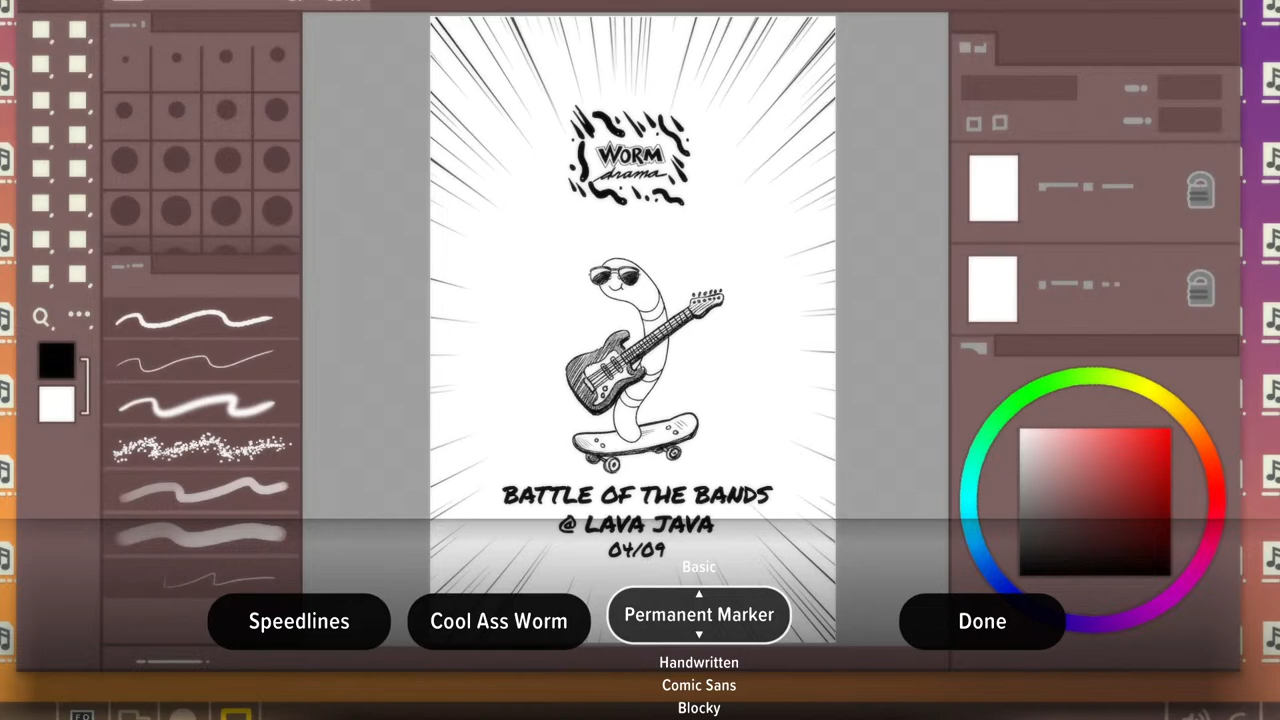 WORM
drama
BATTLE OF THE BANDS
@ LAVA JAVA
04/09
Basic
Speedlines
Cool Ass Worm
Permanent Marker
Done
Handwritten
Comic Sans
Blocky